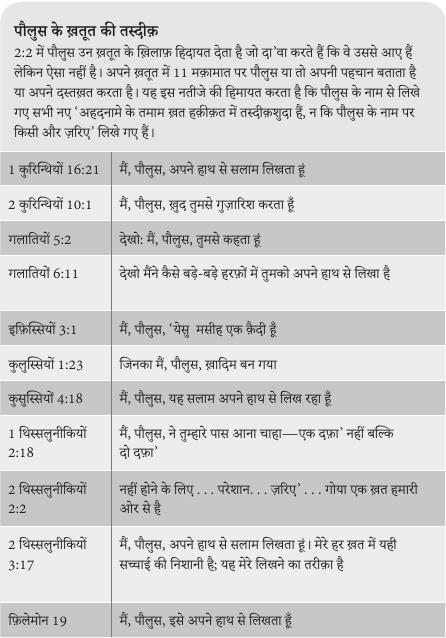 पौलुस के ख़तूत की तस्दीक़
2:2 में पौलुस उन ख़तूत के ख़िलाफ़ हिदायत देता है जो दा’वा करते हैं कि वे उससे आए हैं
लेकिन ऐसा नहीं है। अपने ख़तूत में 11 मक़ामात पर पौलुस या तो अपनी पहचान बताता है
या अपने दस्तख़त करता है। यह इस नतीजे की हिमायत करता है कि पौलुस के नाम से लिखे
गए सभी नए ‘अहदनामे के तमाम ख़त हक़ीक़त में तस्दीक़शुदा हैं, न कि पौलुस के नाम पर
किसी और ज़रिए’ लिखे गए हैं।
1 कुरिन्थियों 16:21 मैं, पौलुस, अपने हाथ से सलाम लिखता हूं
2 कुरिन्थियों 10:1 मैं, पौलुस, ख़ुद तुमसे गुज़ारिश करता हूँ
गलातियों 5:2 देखो: मैं, पौलुस, तुमसे कहता हूं
गलातियों 6:11 देखो मैंने कैसे बड़े-बड़े हरफ़ों में तुमको अपने हाथ से लिखा है
इफ़िस्सियों 3:1 मैं, पौलुस, ‘येसु मसीह एक क़ैदी हूँ
कुलुस्सियों 1:23 जिनका मैं, पौलुस, ख़ादिम बन गया
कुसुस्सियों 4:18 मैं, पौलुस, यह सलाम अपने हाथ से लिख रहा हूँ
1 थिस्सलुनीकियों मैं, पौलुस, ने तुम्हारे पास आना चाहा—एक दफ़ा’ नहीं बल्कि
2:18 दो दफ़ा’
2 थिस्सलुनीकियों नहीं होने के लिए . . . परेशान. . . ज़रिए’ . . . गोया एक ख़त हमारी
2:2 ओर से है
2 थिस्सलुनीकियों मैं, पौलुस, अपने हाथ से सलाम लिखता हूं। मेरे हर ख़त में यही
3:17 सच्चाई की निशानी है; यह मेरे लिखने का तरीक़ा है
फ़िलेमोन 19 मैं, पौलुस, इसे अपने हाथ से लिखता हूँ